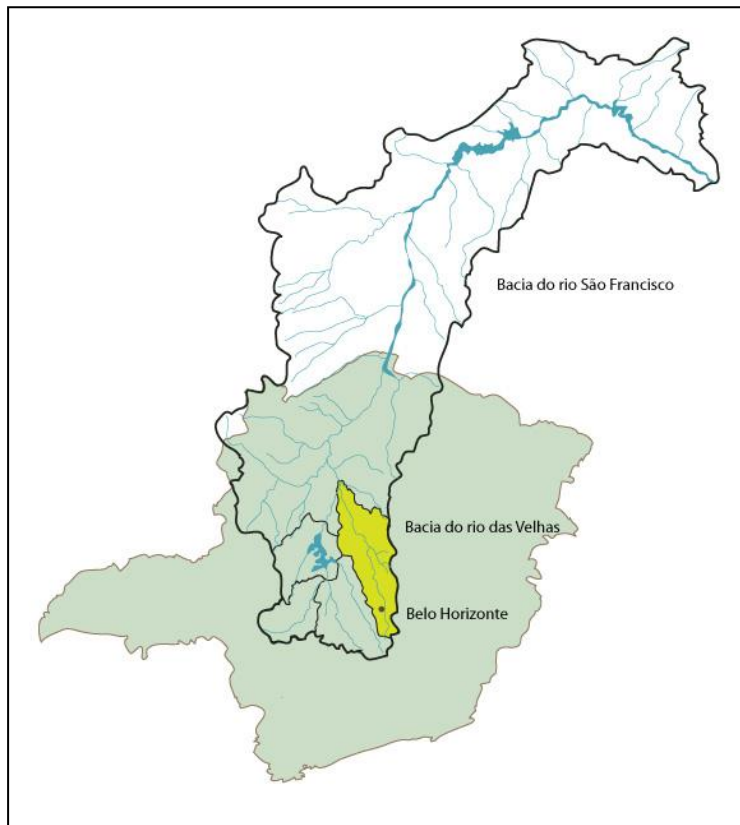 Bacia do rio São Francisco
Bacia do rio das Velhas
Belo Horizonte